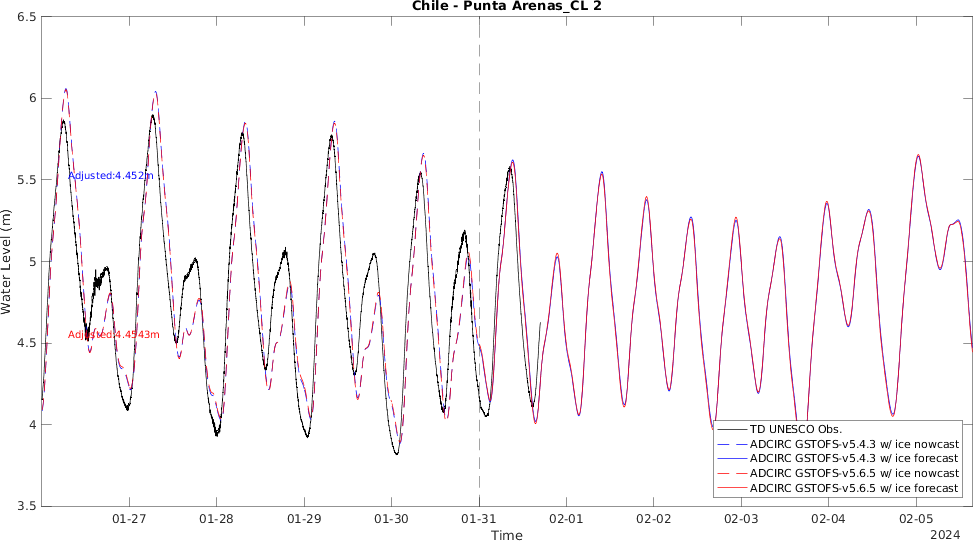 Chile - Punta Arenas_CL 2
6.5
6
5.5
5
4.5
4
3.5
Water Level (m)
Adjusted:4.452m
Adjusted:4.4543m
TD UNESCO Obs.
ADCIRC GSTOFS-v5.4.3 w/ ice nowcast
ADCIRC GSTOFS-v5.4.3 w/ ice forecast
ADCIRC GSTOFS-v5.6.5 w/ ice nowcast
ADCIRC GSTOFS-v5.6.5 w/ ice forecast
01-27 01-28 01-29 01-30 01-31 02-01 02-02 02-03 02-04 02-05
Time
2024